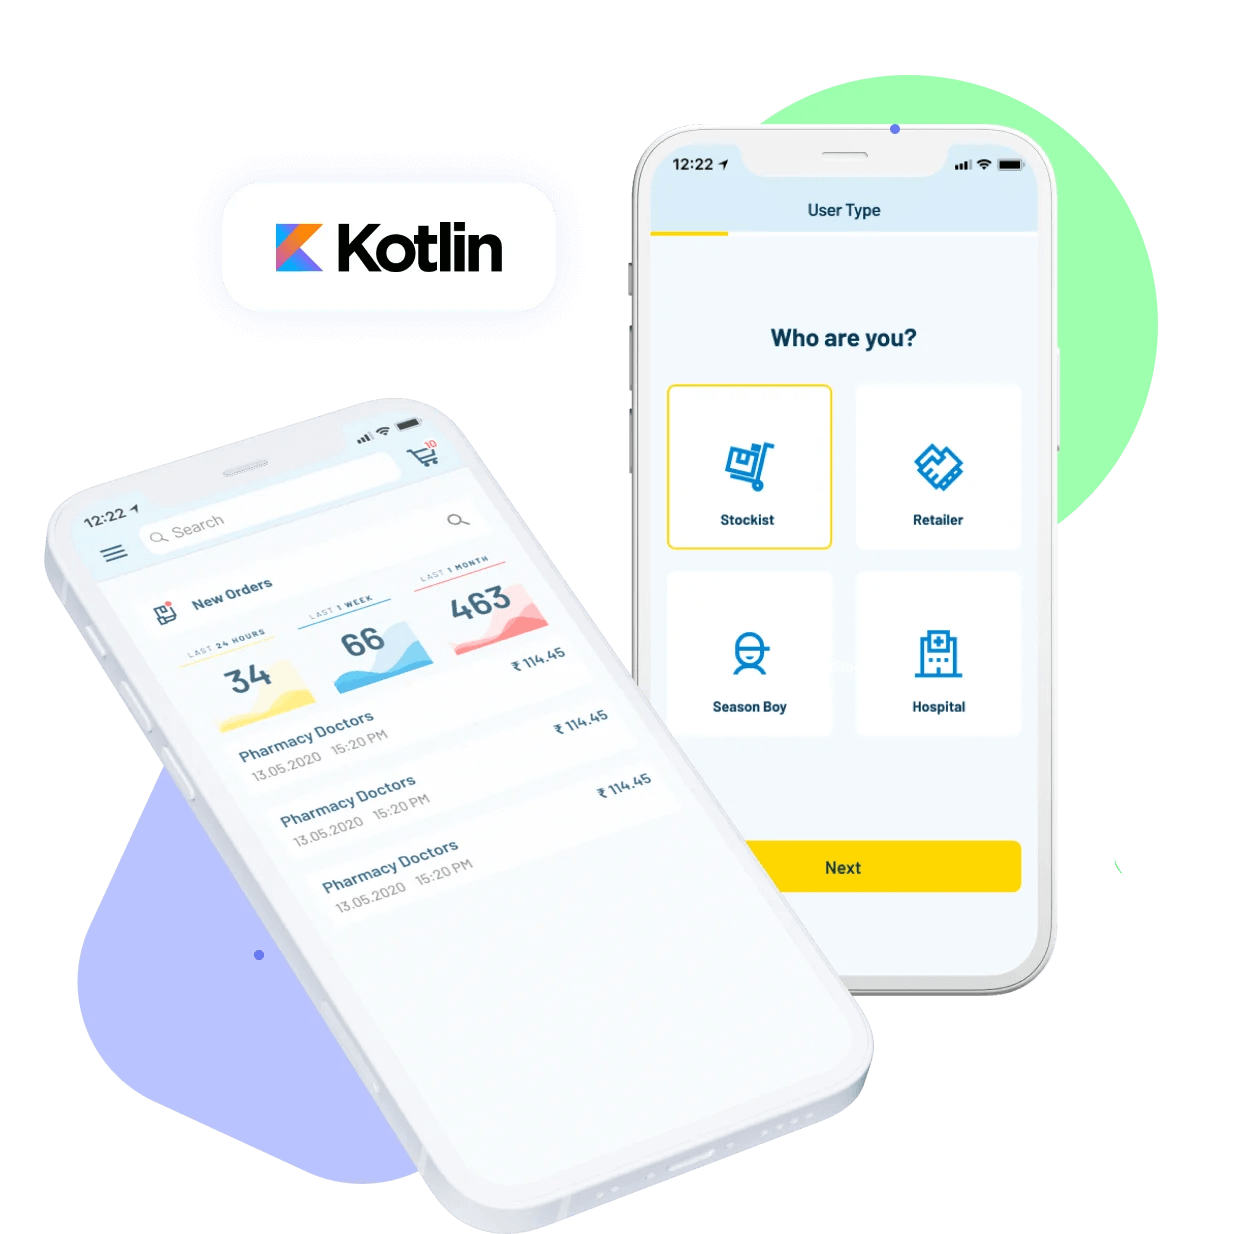 Kotlin
12:22
User Type
Who are you?
Stockist
Retailer
Season Boy
Hospital
Next
12:22
10
Search
New Orders
LAST 24 HOURS
34
LAST 1 WEEK
66
LAST 1 MONTH
463
₹ 114.45
Pharmacy Doctors
13.05.2020 15:20 PM
₹ 114.45
Pharmacy Doctors
13.05.2020 15:20 PM
₹ 114.45
Pharmacy Doctors
13.05.2020 15:20 PM